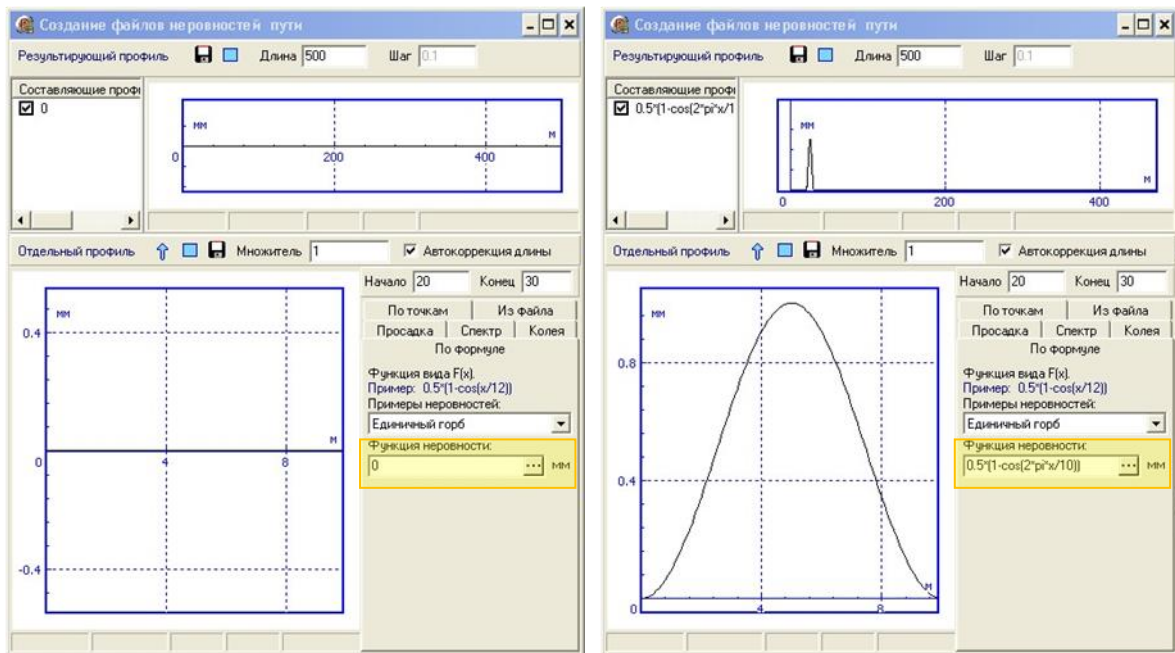 Создание файлов неровностей пути
Результирующий профиль Длина 500 Шаг 0.1
Составляющие профи
0
мм
м
0 200 400
Отдельный профиль Множитель 1 Автокоррекция длины
Начало 20 Конец 30
По точкам Из файла
Просадка Спектр Колея
По формуле
Функция вида F(x).
Пример: 0.5*(1-cos(x/12))
Примеры неровностей:
Единичный горб
Функция неровности:
0 ... мм
мм
0.4
м
0 4 8
-0.4
Создание файлов неровностей пути
Результирующий профиль Длина 500 Шаг 0.1
Составляющие профи
0.5*(1-cos(2*pi*x/1
мм
м
0 200 400
Отдельный профиль Множитель 1 Автокоррекция длины
Начало 20 Конец 30
По точкам Из файла
Просадка Спектр Колея
По формуле
Функция вида F(x).
Пример: 0.5*(1-cos(x/12))
Примеры неровностей:
Единичный горб
Функция неровности:
0.5*(1-cos(2*pi*x/10)) ... мм
мм
0.8
0.4
м
0 4 8